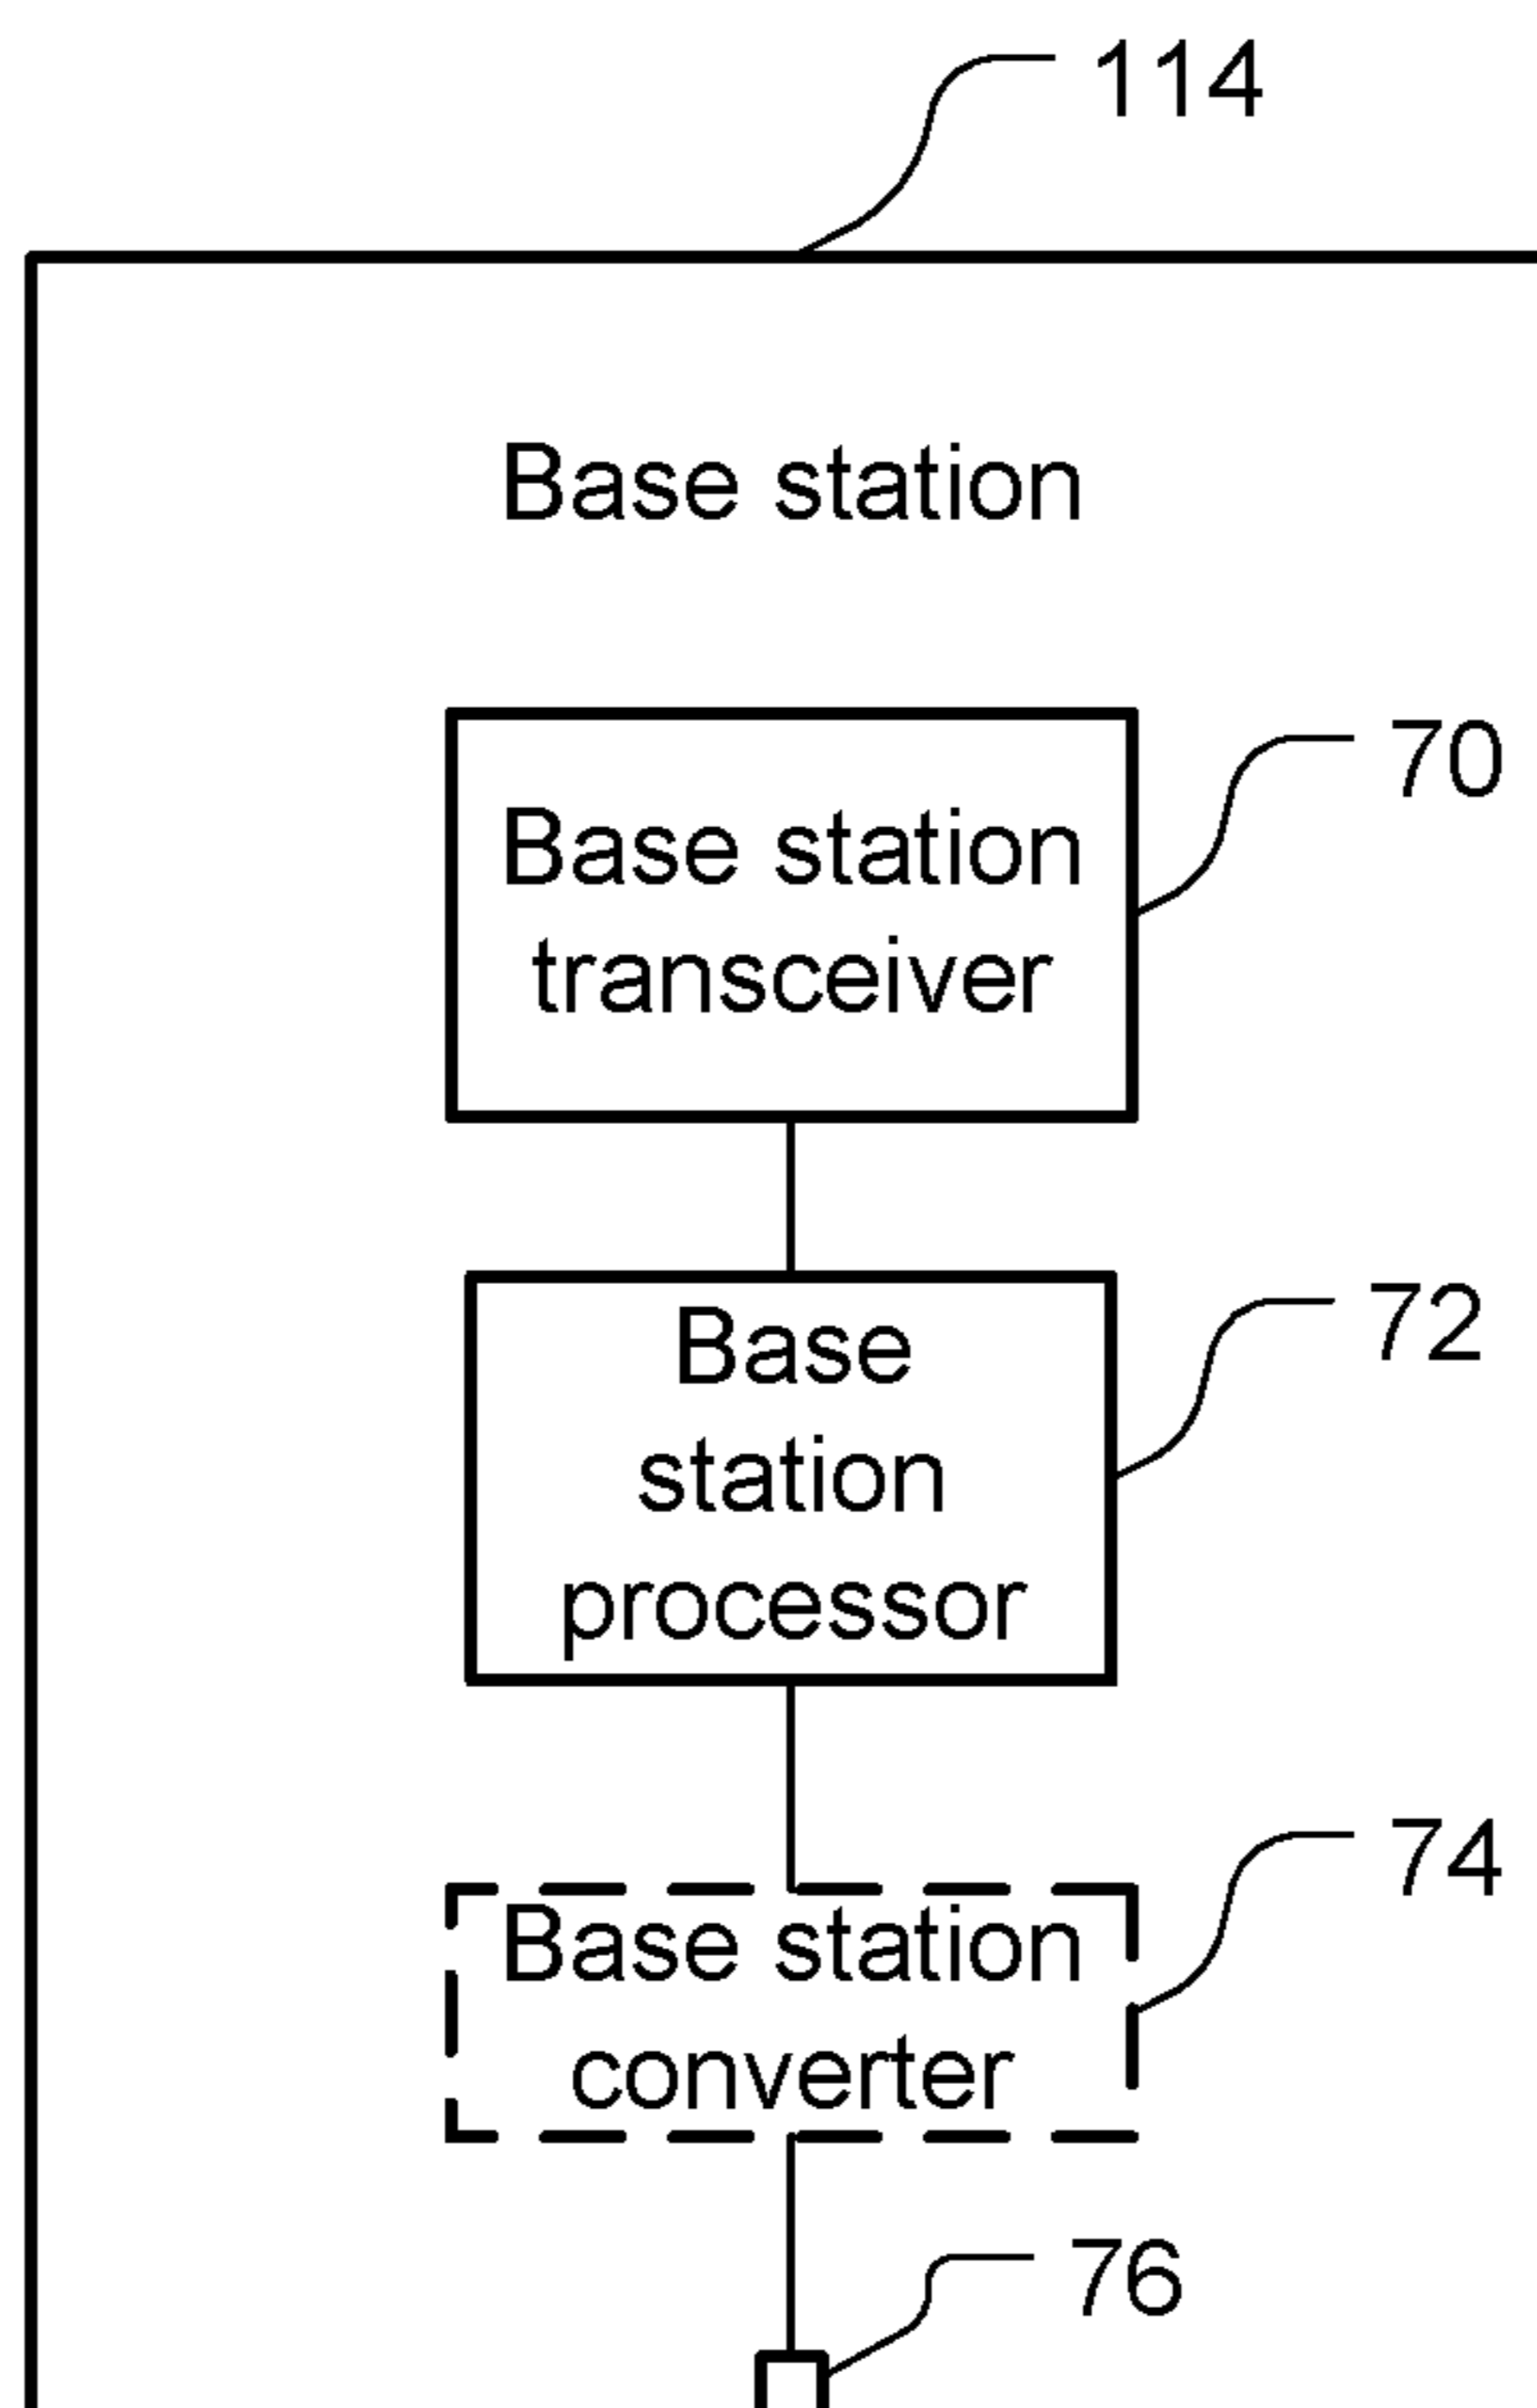 114
Base station
70
Base station
transceiver
72
Base
station
processor
74
Base station
converter
76